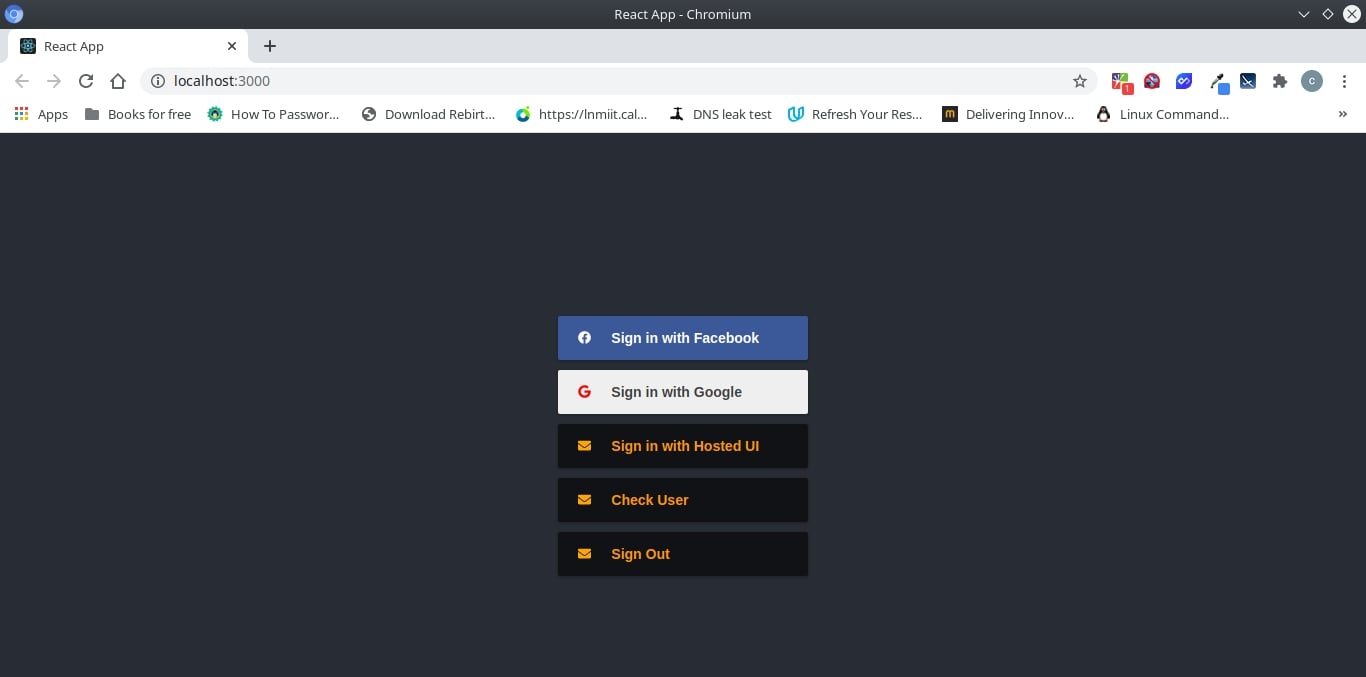 React App - Chromium
React App
localhost:3000
1
c
Apps
Books for free
How To Passwor...
Download Rebirt...
https://lnmiit.cal...
DNS leak test
Refresh Your Res...
m
Delivering Innov...
Linux Command...
»
Sign in with Facebook
G
Sign in with Google
Sign in with Hosted UI
Check User
Sign Out